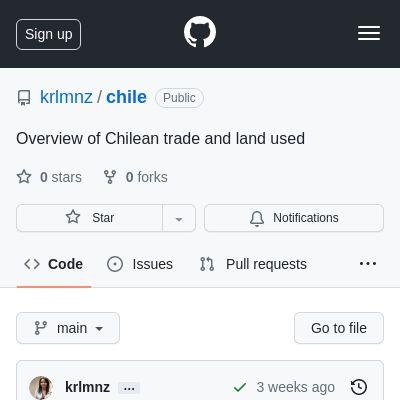 Sign up
krlmnz / chile Public
Overview of Chilean trade and land used
0 stars 0 forks
Star Notifications
Code Issues Pull requests ...
main Go to file
krlmnz ... 3 weeks ago